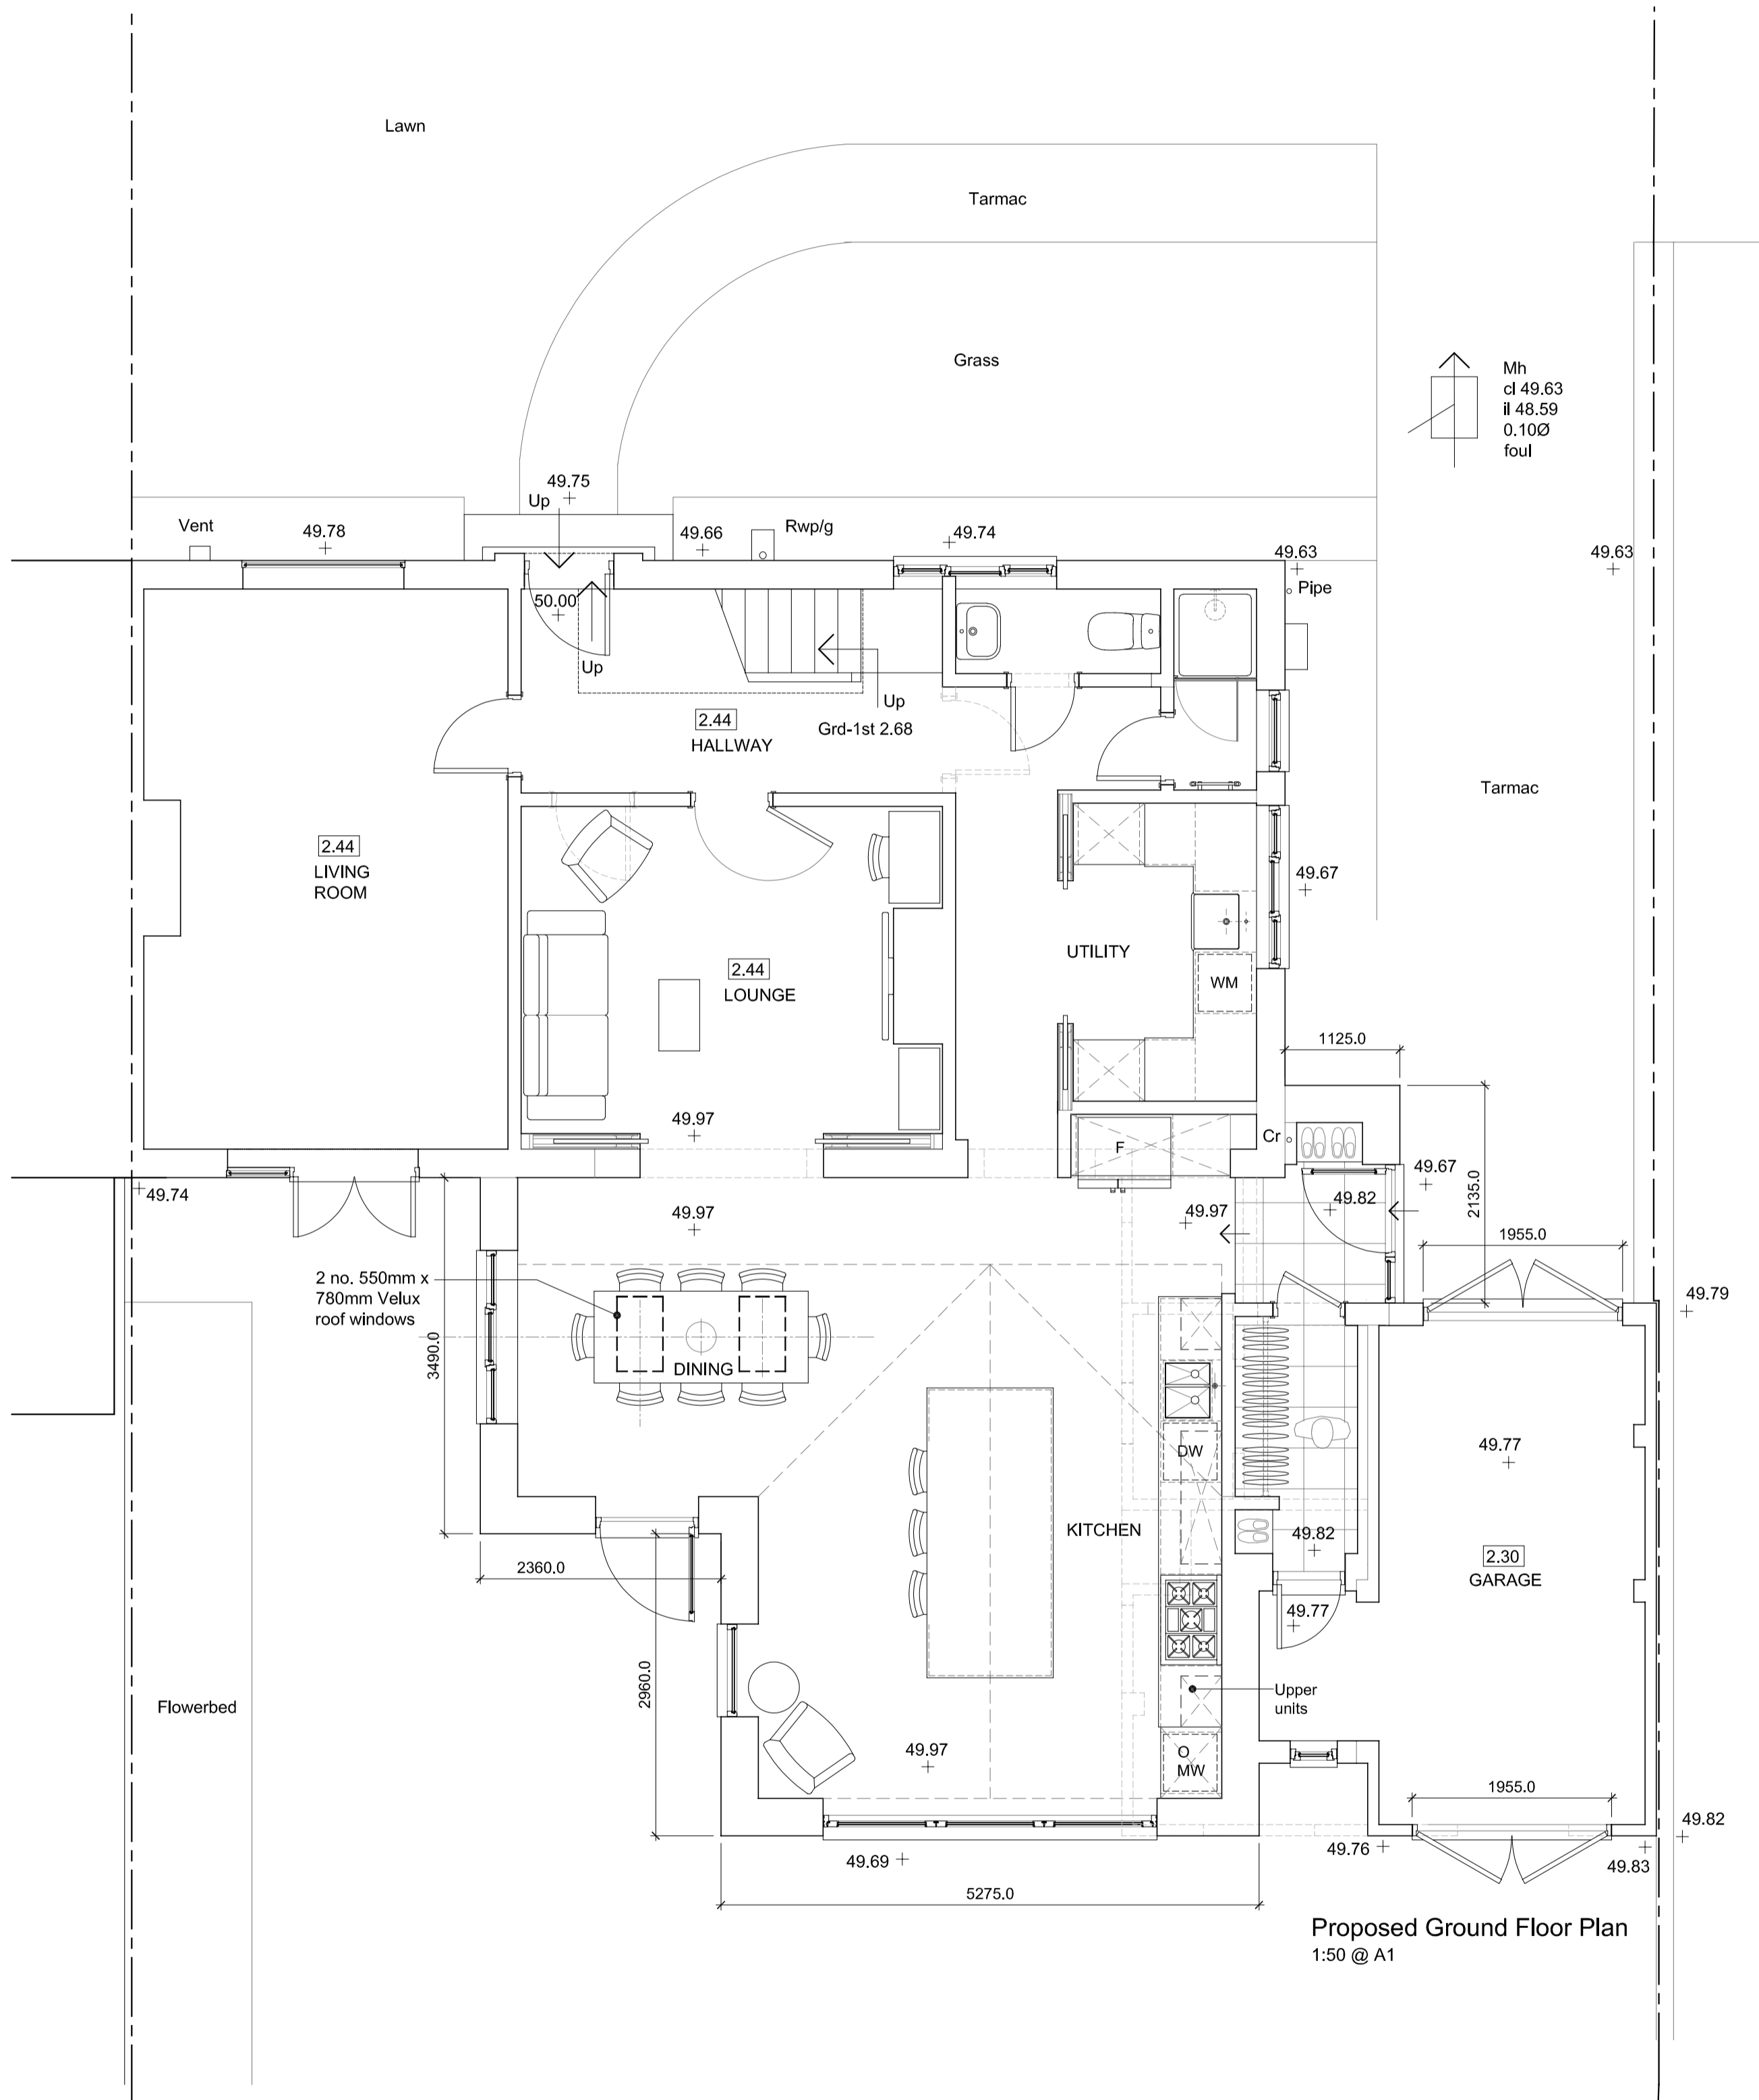 Lawn
Tarmac
Grass
Mh
cl 49.63
il 48.59
0.10Ø
foul
49.75
Up
Vent
49.78
49.66
Rwp/g
49.74
49.63
49.63
Pipe
50.00
Up
Up
Grd-1st 2.68
2.44
HALLWAY
Tarmac
2.44
LIVING
ROOM
49.67
UTILITY
2.44
LOUNGE
WM
1125.0
49.97
F
Cr
49.67
49.74
49.82
2135.0
49.97
49.97
1955.0
2 no. 550mm x
780mm Velux
roof windows
49.79
3490.0
DINING
DW
49.77
KITCHEN
49.82
2360.0
2.30
GARAGE
49.77
2960.0
Upper
units
Flowerbed
49.97
O
MW
1955.0
49.82
49.76
49.69
49.83
5275.0
Proposed Ground Floor Plan
1:50 @ A1